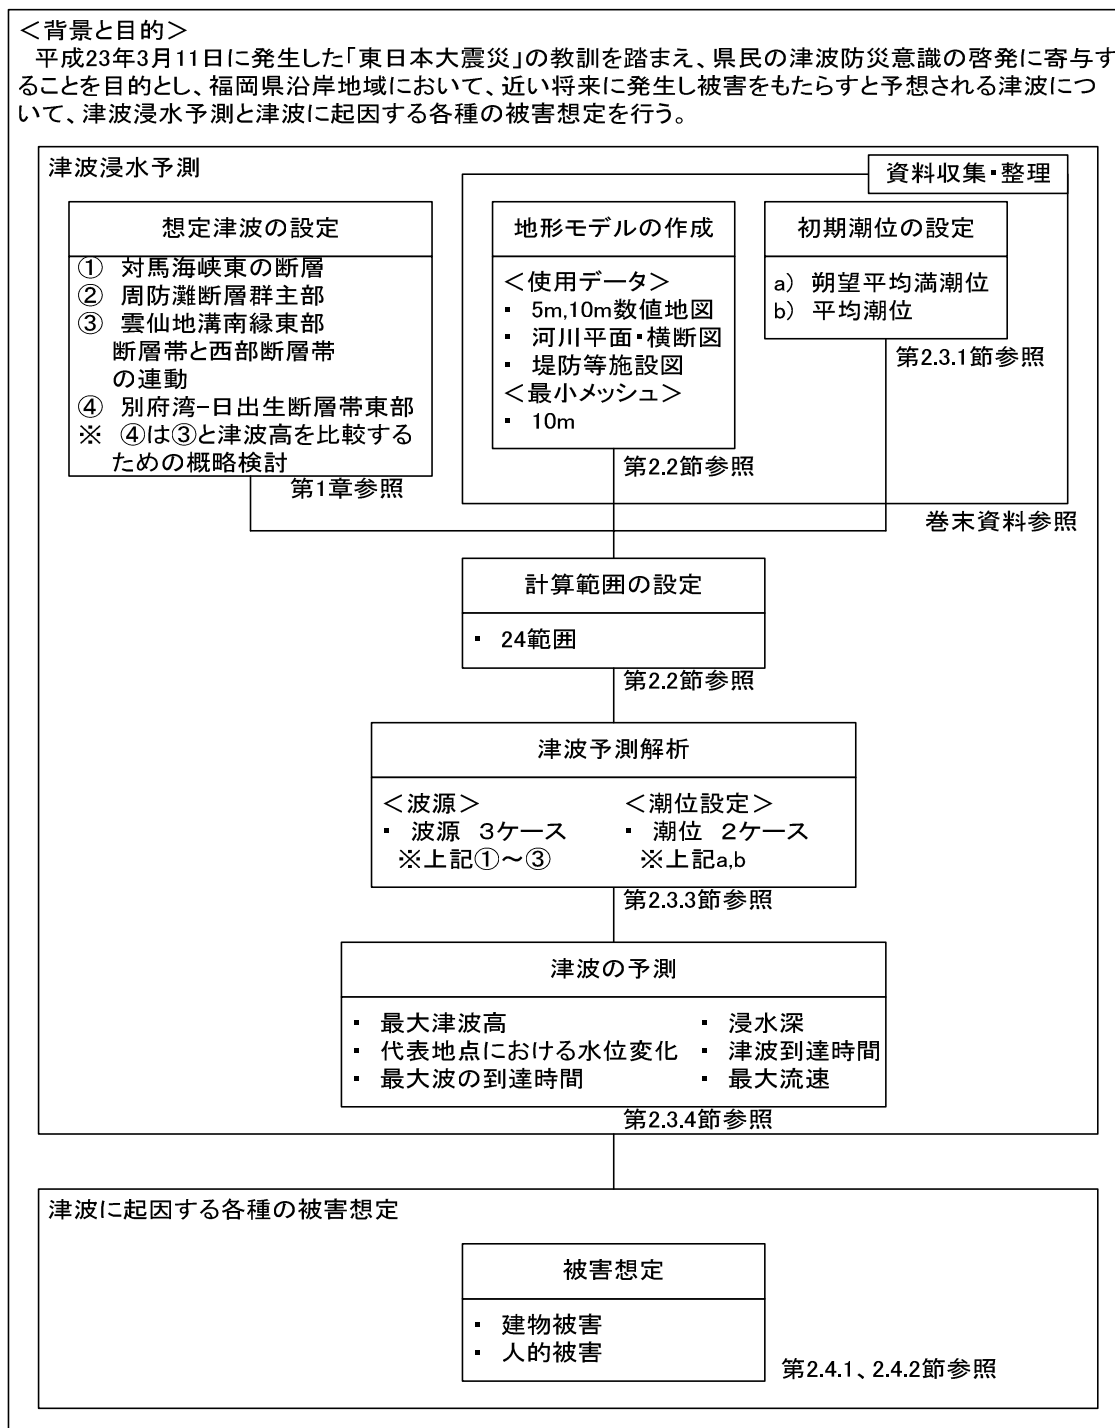 ＜背景と目的＞
平成23年3月11日に発生した「東日本大震災」の教訓を踏まえ、県民の津波防災意識の啓発に寄与す
ることを目的とし、福岡県沿岸地域において、近い将来に発生し被害をもたらすと予想される津波につ
いて、津波浸水予測と津波に起因する各種の被害想定を行う。
津波浸水予測
資料収集・整理
想定津波の設定
① 対馬海峡東の断層
② 周防灘断層群主部
③ 雲仙地溝南縁東部
断層帯と西部断層帯
の連動
④ 別府湾-日出生断層帯東部
※ ④は③と津波高を比較する
ための概略検討
第1章参照
地形モデルの作成
＜使用データ＞
・ 5m,10m数値地図
・ 河川平面・横断図
・ 堤防等施設図
＜最小メッシュ＞
・ 10m
第2.2節参照
初期潮位の設定
a) 朔望平均満潮位
b) 平均潮位
第2.3.1節参照
巻末資料参照
計算範囲の設定
・ 24範囲
第2.2節参照
津波予測解析
＜波源＞
・ 波源 3ケース
※上記①～③
＜潮位設定＞
・ 潮位 2ケース
※上記a,b
第2.3.3節参照
津波の予測
・ 最大津波高
・ 代表地点における水位変化
・ 最大波の到達時間
・ 浸水深
・ 津波到達時間
・ 最大流速
第2.3.4節参照
津波に起因する各種の被害想定
被害想定
・ 建物被害
・ 人的被害
第2.4.1、2.4.2節参照